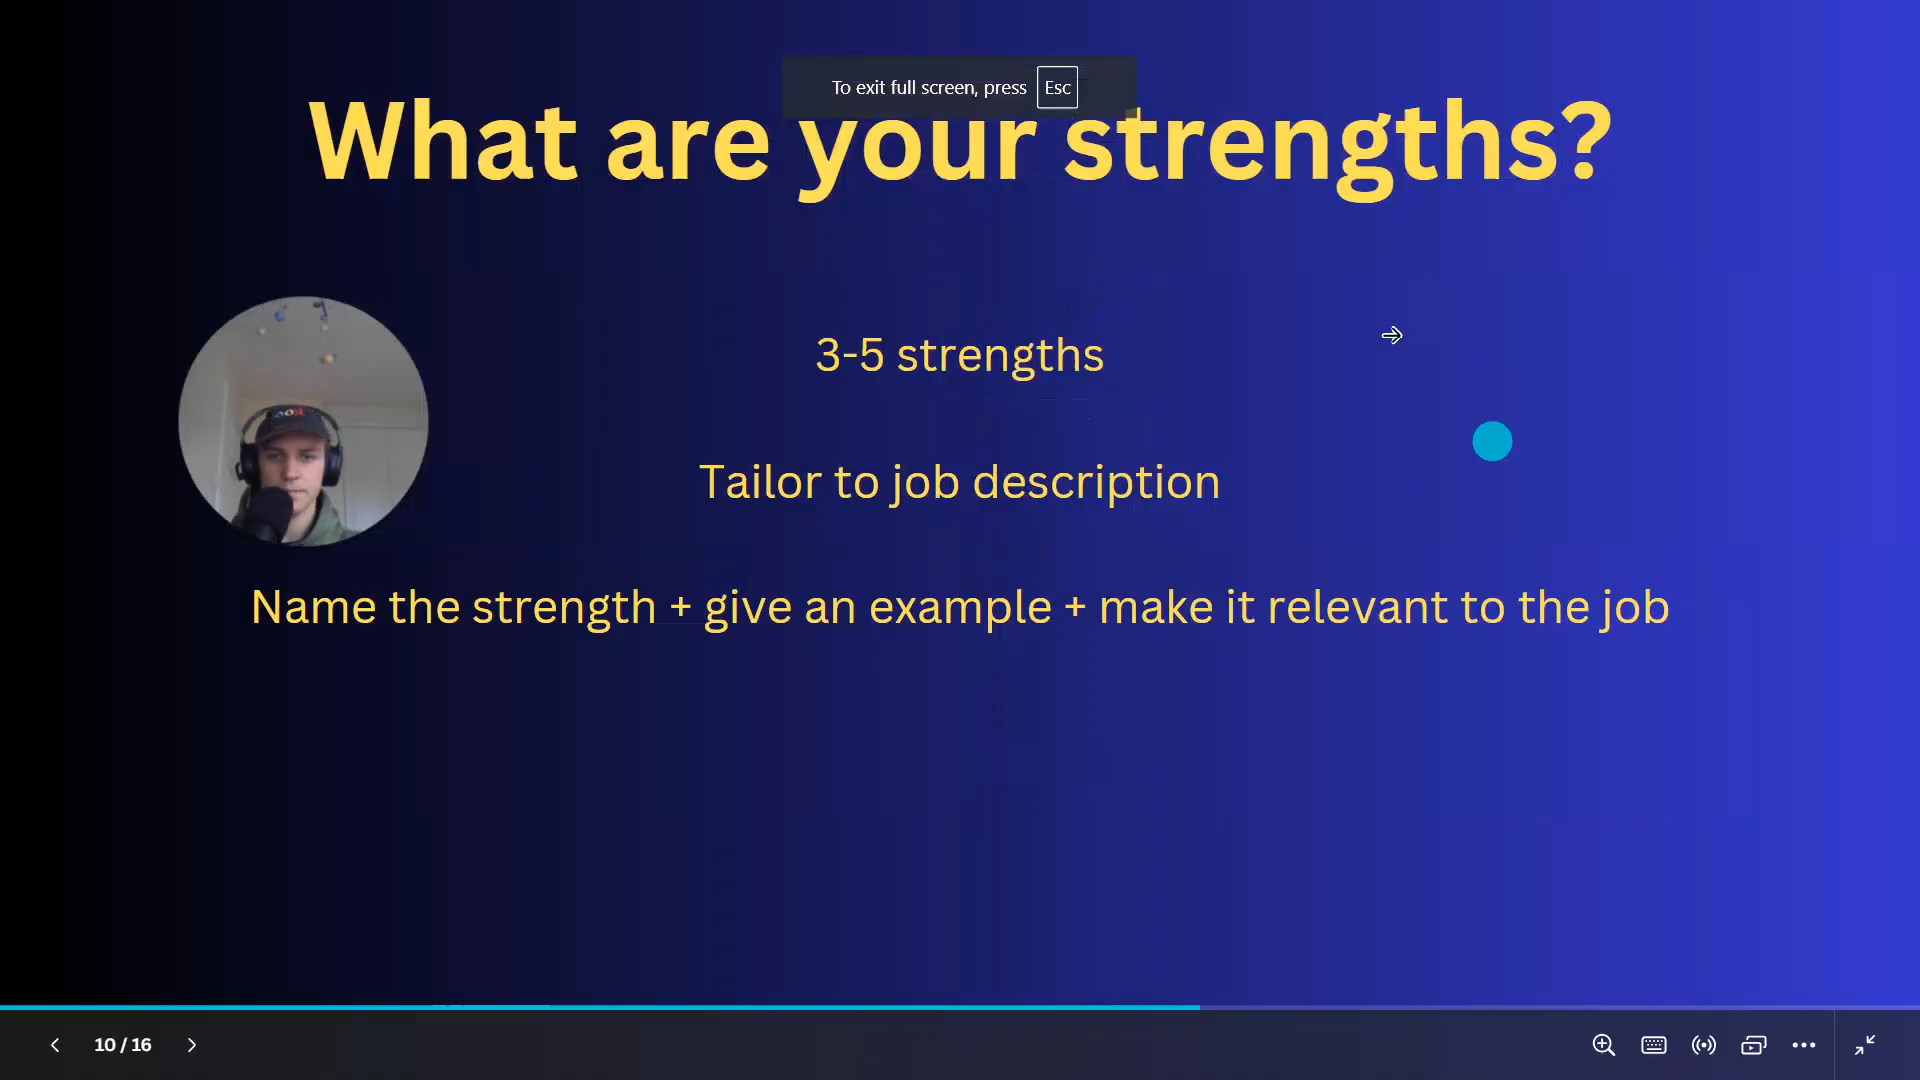 To exit full screen, press Esc
What are your strengths?
3-5 strengths
Tailor to job description
Name the strength + give an example + make it relevant to the job
10 / 16